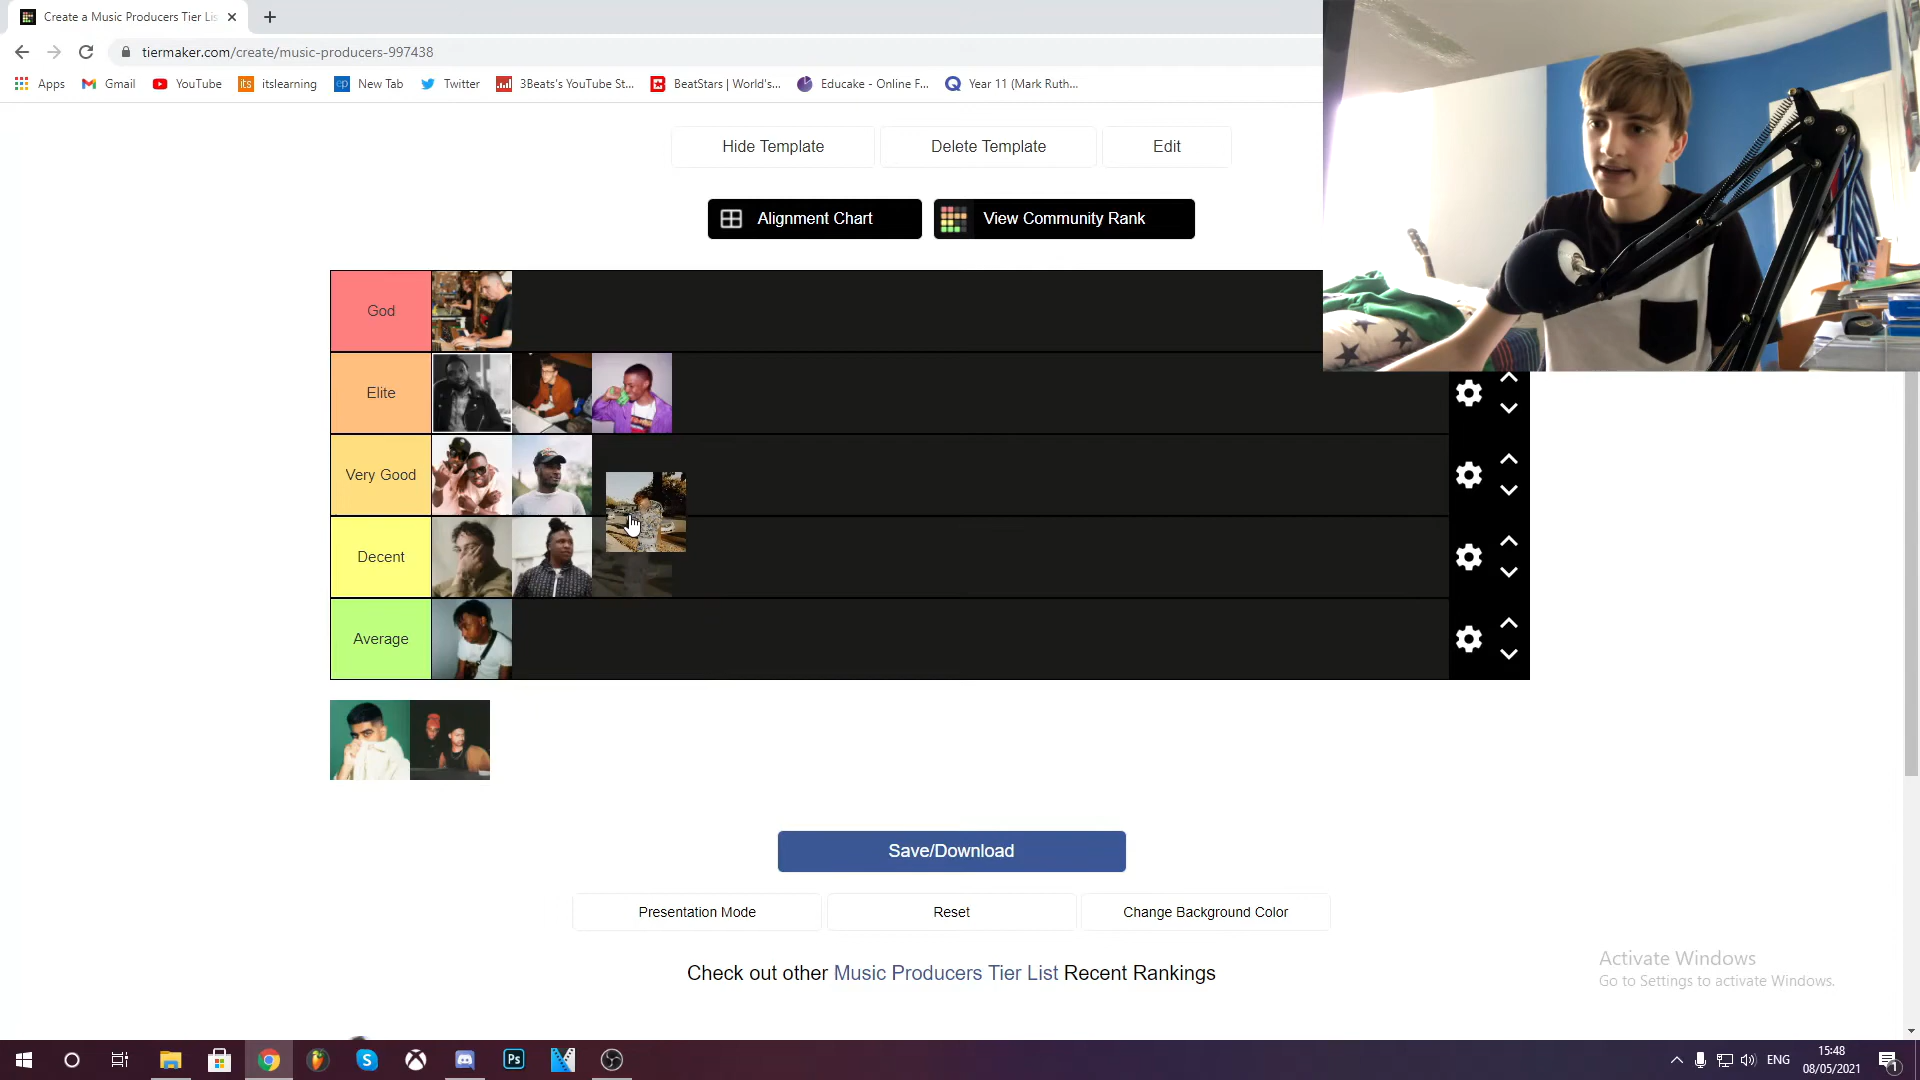 Create a Music Producers Tier Lis
tiermaker.com/create/music-producers-997438
Apps Gmail YouTube its itslearning cp New Tab Twitter 3Beats's YouTube St... BeatStars | World's... Educake - Online F... Year 11 (Mark Ruth...
Hide Template Delete Template Edit
Alignment Chart View Community Rank
God
Elite
Very Good
Decent
Average
Save/Download
Presentation Mode Reset Change Background Color
Check out other Music Producers Tier List Recent Rankings
Activate Windows
Go to Settings to activate Windows.
Ps
ENG
15:48
08/05/2021
1